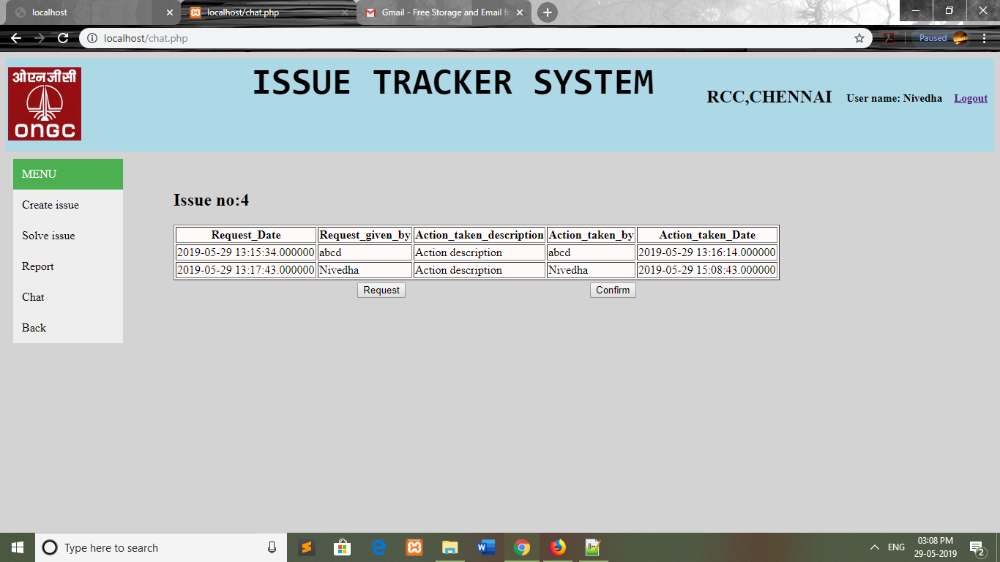 localhost
localhost/chat.php
Gmail - Free Storage and Email f
localhost/chat.php
Paused
ओएनजीसी
ONGC
ISSUE TRACKER SYSTEM
RCC,CHENNAI
User name: Nivedha
Logout
MENU
Create issue
Solve issue
Report
Chat
Back
Issue no:4
Request_Date Request_given_by Action_taken_description Action_taken_by Action_taken_Date
2019-05-29 13:15:34.000000 abcd Action description abcd 2019-05-29 13:16:14.000000
2019-05-29 13:17:43.000000 Nivedha Action description Nivedha 2019-05-29 15:08:43.000000
Request Confirm
Type here to search
ENG
03:08 PM
29-05-2019
2